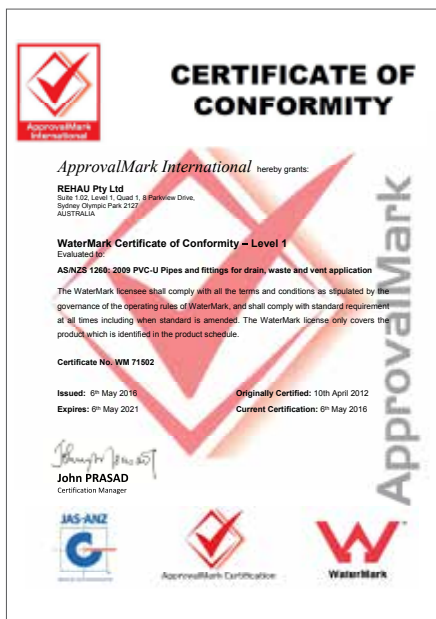 ApprovalMark
International
CERTIFICATE OF
CONFORMITY
ApprovalMark International hereby grants:
REHAU Pty Ltd
Suite 1.02, Level 1, Quad 1, 8 Parkview Drive,
Sydney Olympic Park 2127
AUSTRALIA
WaterMark Certificate of Conformity – Level 1
Evaluated to:
AS/NZS 1260: 2009 PVC-U Pipes and fittings for drain, waste and vent application
The WaterMark licensee shall comply with all the terms and conditions as stipulated by the
governance of the operating rules of WaterMark, and shall comply with standard requirement
at all times including when standard is amended. The WaterMark license only covers the
product which is identified in the product schedule.
Certificate No. WM 71502
Issued: 6th May 2016 Originally Certified: 10th April 2012
Expires: 6th May 2021 Current Certification: 6th May 2016
John PRASAD
Certification Manager
ApprovalMark
JAS-ANZ
ApprovalMark Certification
WaterMark